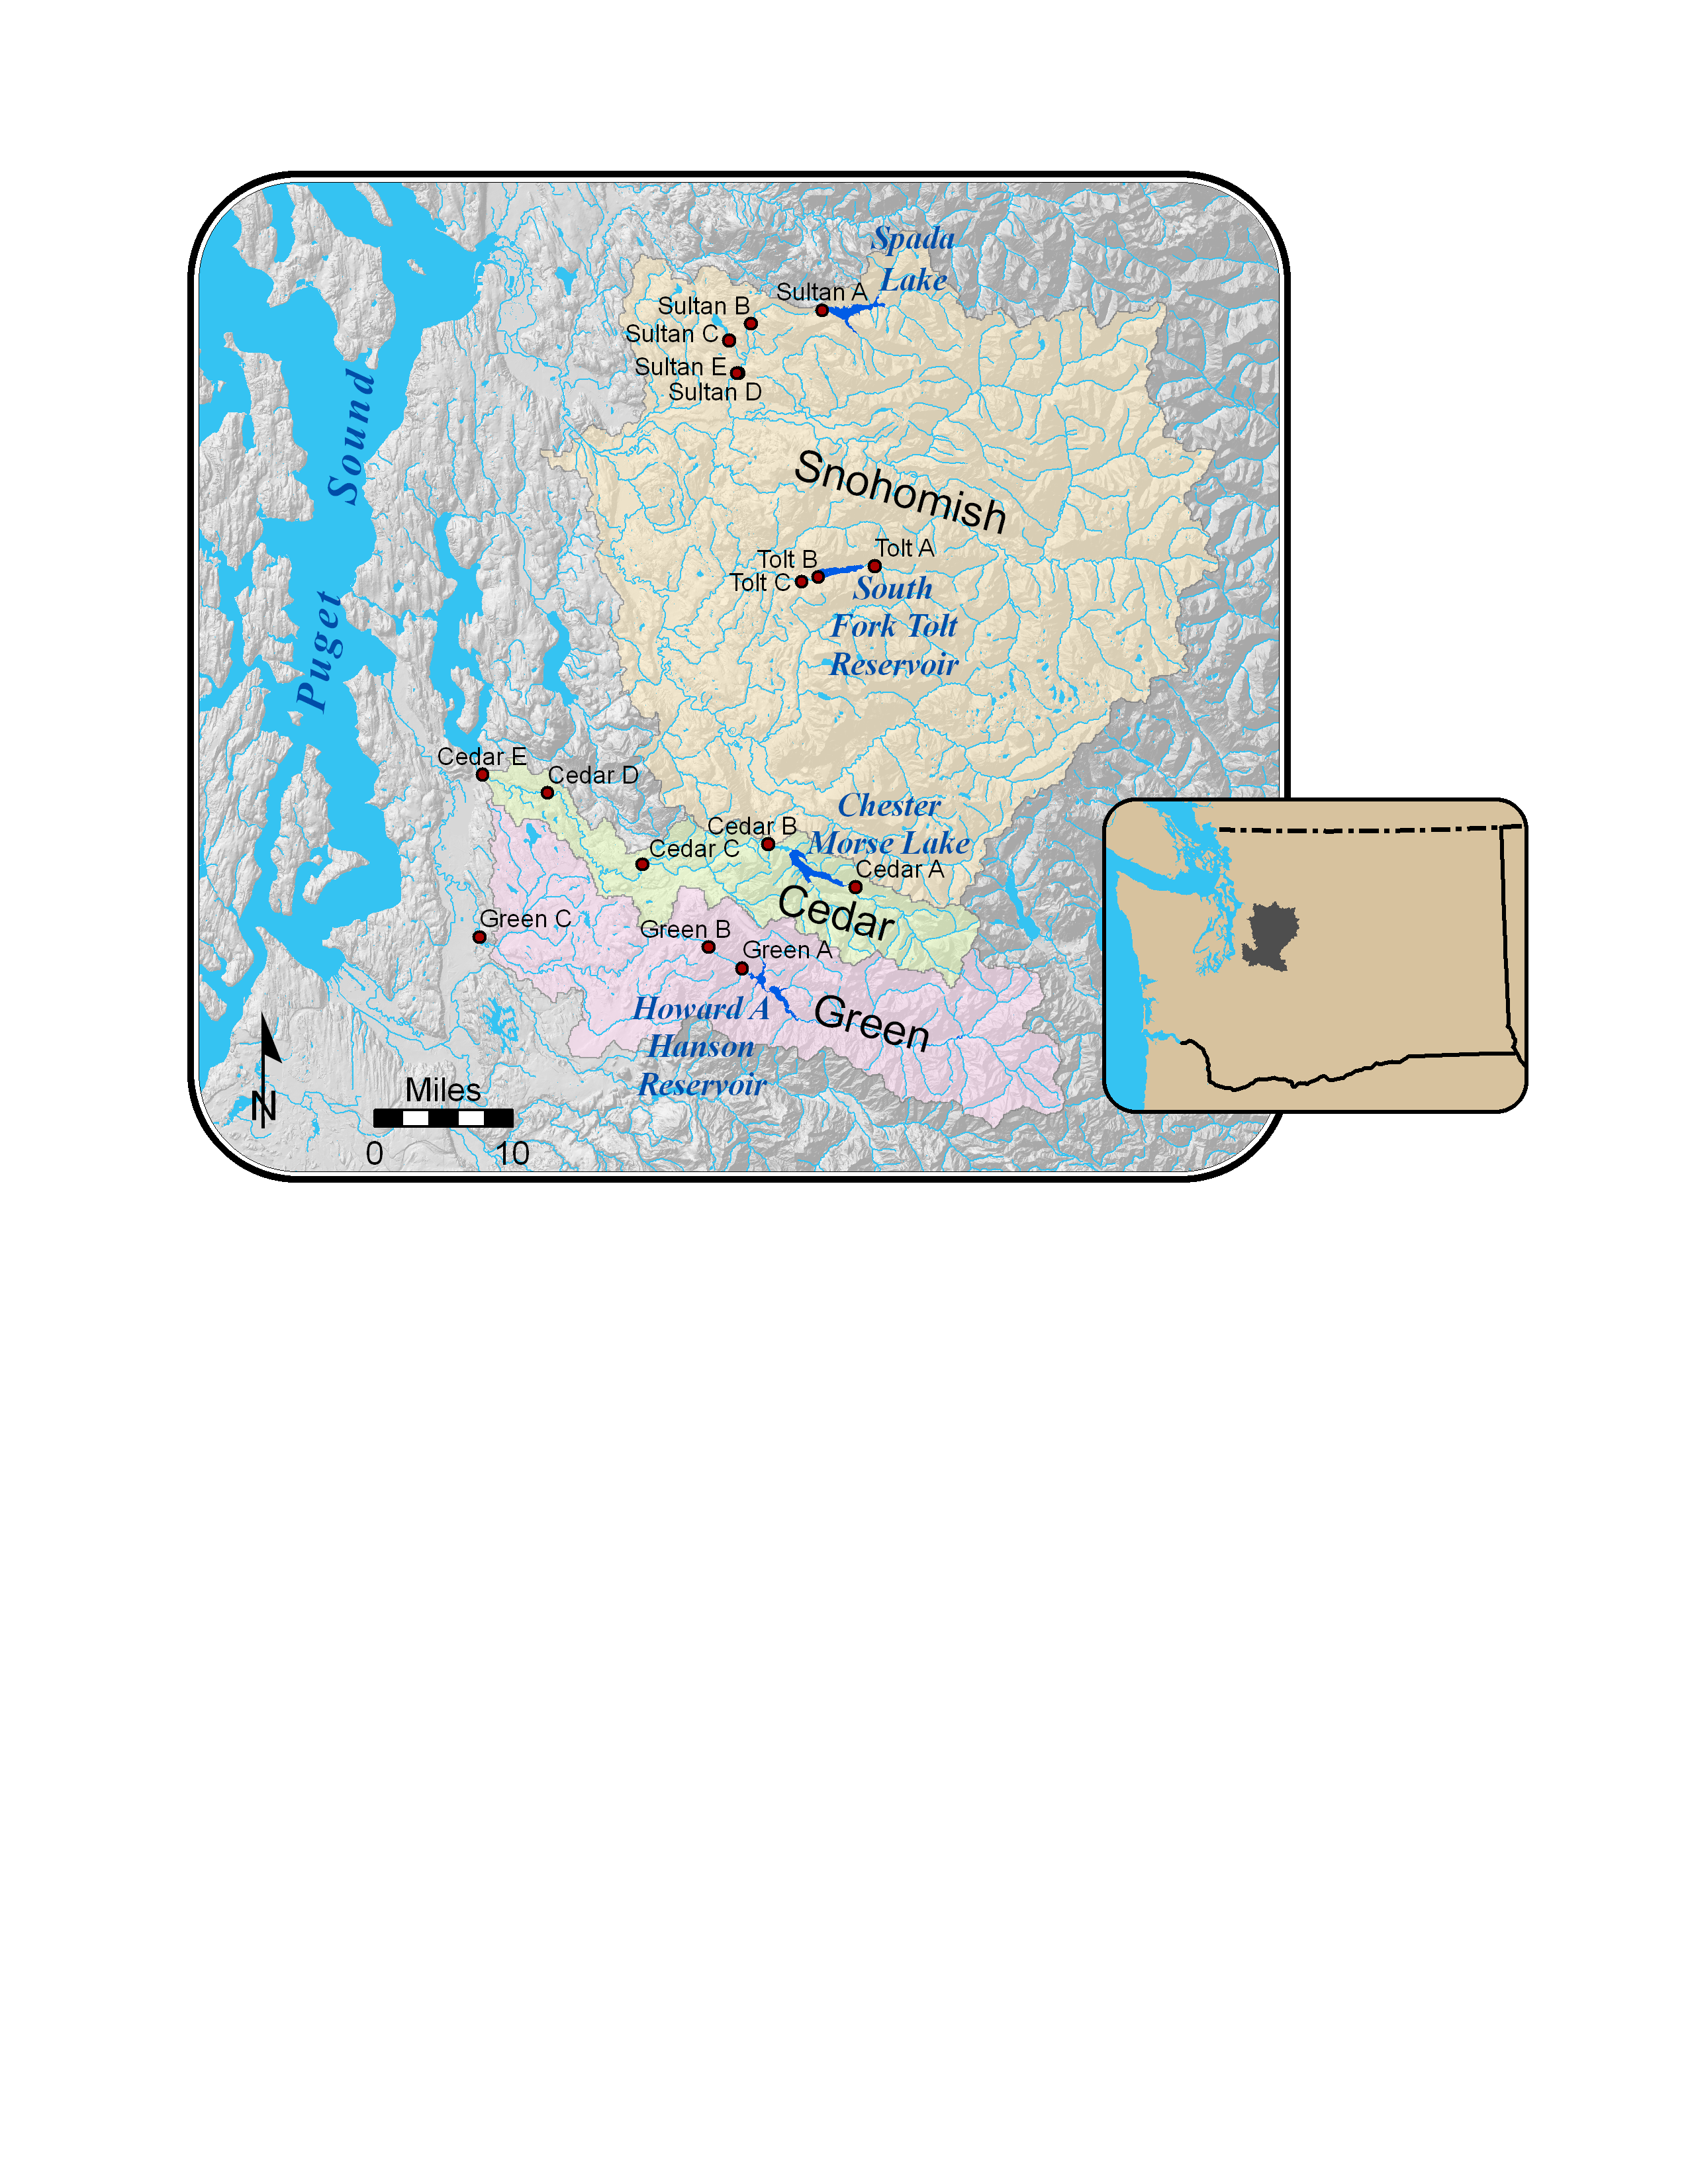 Spada
Lake
Sultan A
Sultan B
Sultan C
Sultan E
Sultan D
Puget Sound
Snohomish
Tolt A
Tolt B
Tolt C
South
Fork Tolt
Reservoir
Cedar E
Cedar D
Chester
Morse Lake
Cedar B
Cedar C
Cedar A
Cedar
Green C
Green B
Green A
Howard A
Hanson
Reservoir
Green
N
Miles
0 10